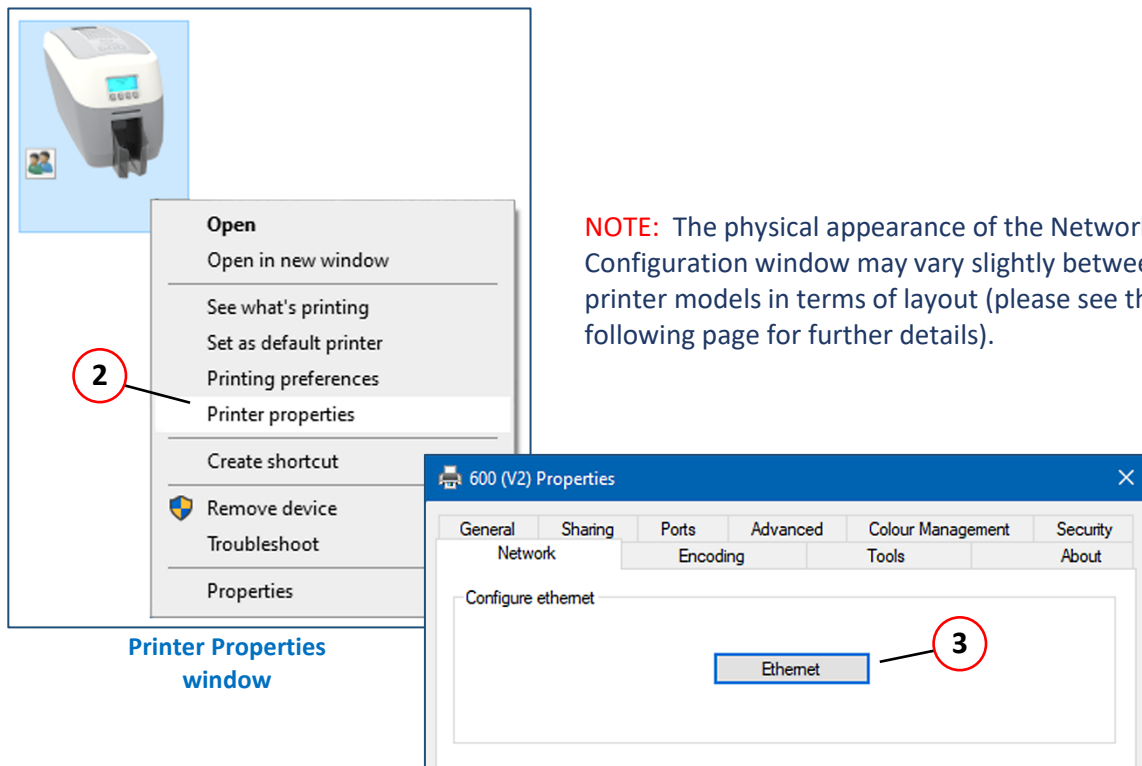 Open
Open in new window
See what's printing
Set as default printer
2
Printing preferences
Printer properties
Create shortcut
Remove device
Troubleshoot
Properties
Printer Properties
window
NOTE: The physical appearance of the Network
Configuration window may vary slightly between
printer models in terms of layout (please see the
following page for further details).
600 (V2) Properties
General Sharing Ports Advanced Colour Management Security
Network Encoding Tools About
Configure ethernet
3
Ethernet